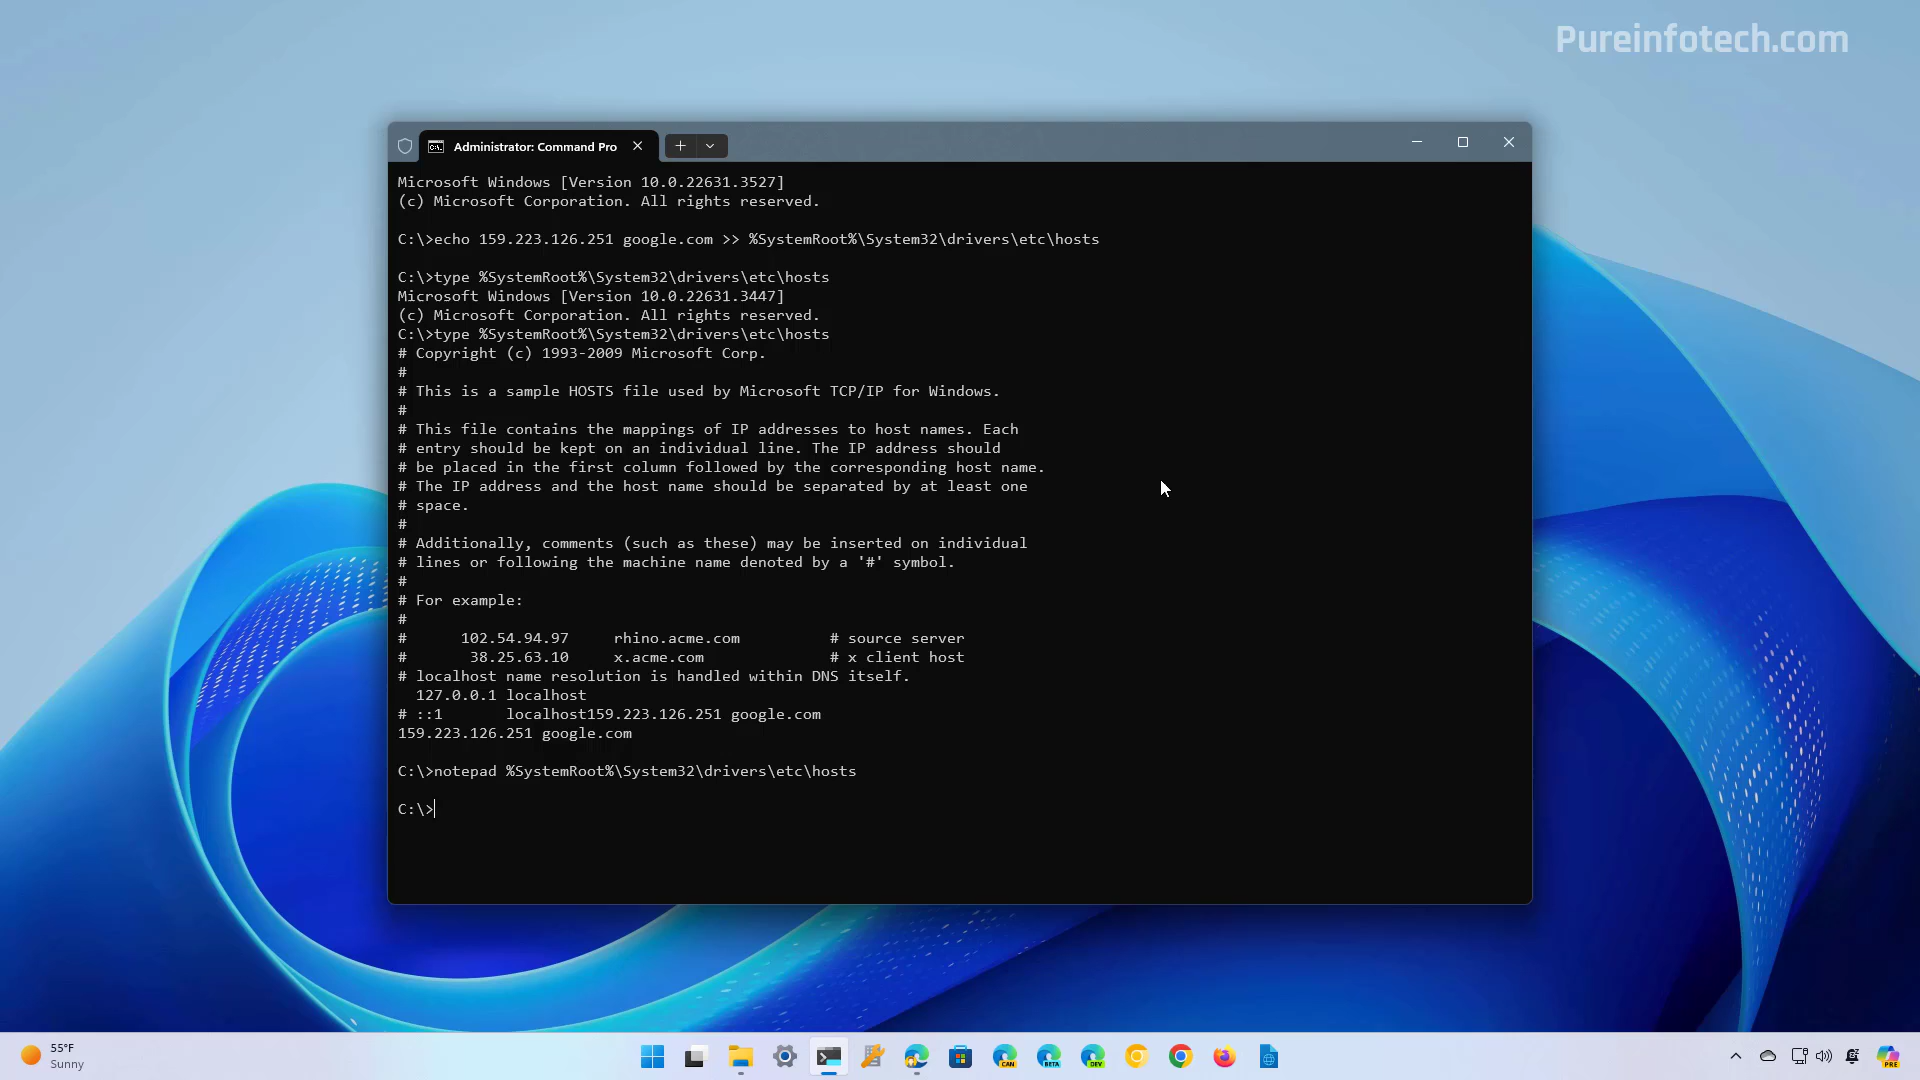 Pureinfotech.com
Administrator: Command Pro
Microsoft Windows [Version 10.0.22631.3527]
(c) Microsoft Corporation. All rights reserved.
C:\>echo 159.223.126.251 google.com >> %SystemRoot%\System32\drivers\etc\hosts
C:\>type %SystemRoot%\System32\drivers\etc\hosts
Microsoft Windows [Version 10.0.22631.3447]
(c) Microsoft Corporation. All rights reserved.
C:\>type %SystemRoot%\System32\drivers\etc\hosts
# Copyright (c) 1993-2009 Microsoft Corp.
#
# This is a sample HOSTS file used by Microsoft TCP/IP for Windows.
#
# This file contains the mappings of IP addresses to host names. Each
# entry should be kept on an individual line. The IP address should
# be placed in the first column followed by the corresponding host name.
# The IP address and the host name should be separated by at least one
# space.
#
# Additionally, comments (such as these) may be inserted on individual
# lines or following the machine name denoted by a '#' symbol.
#
# For example:
#
#      102.54.94.97     rhino.acme.com          # source server
#       38.25.63.10     x.acme.com              # x client host
# localhost name resolution is handled within DNS itself.
  127.0.0.1 localhost
# ::1       localhost159.223.126.251 google.com
159.223.126.251 google.com
C:\>notepad %SystemRoot%\System32\drivers\etc\hosts
C:\>
55°F
Sunny
CAN
BETA
DEV
PRE